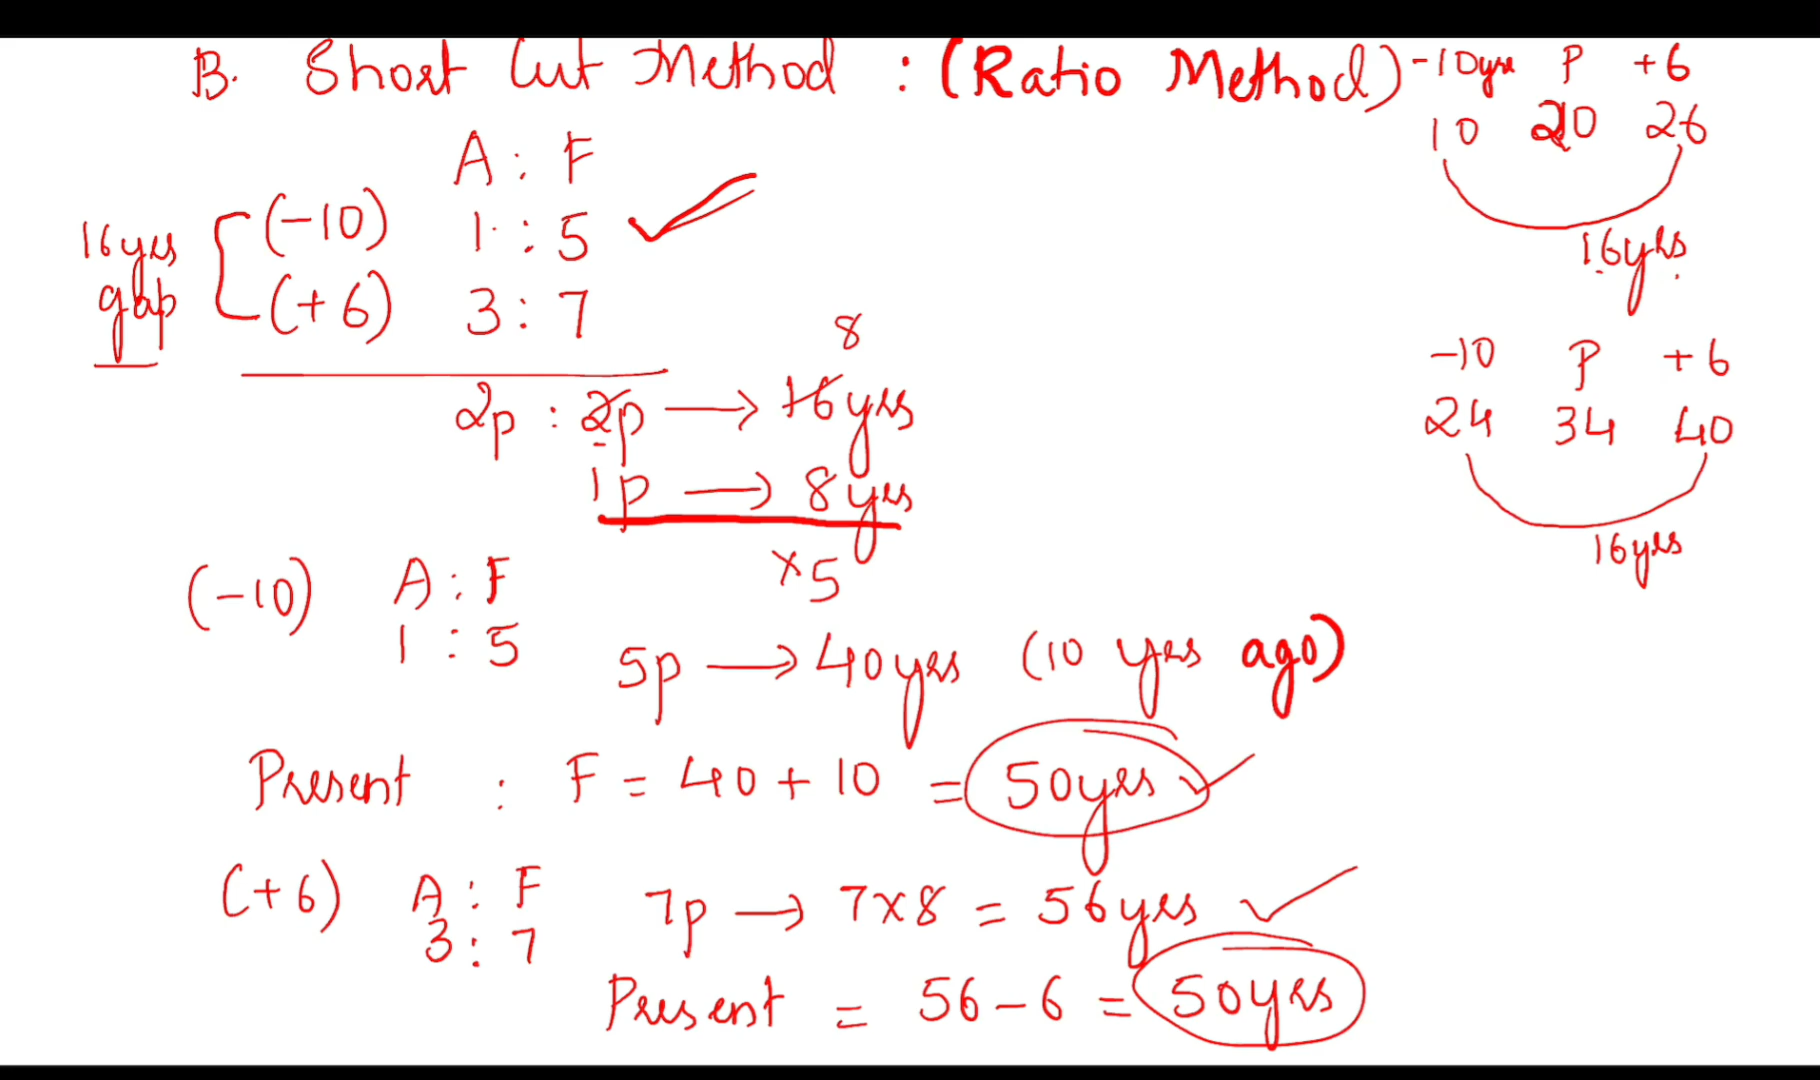 B. Short Cut Method : (Ratio Method)
-10yrs P +6
10 20 26
16yrs
A : F
(-10) 1 : 5
(+6) 3 : 7
16yrs
gap
8
2p : 2p → 16yrs
1p → 8yrs
×5
-10 P +6
24 34 40
16yrs
(-10) A : F
1 : 5
5p → 40yrs (10 yrs ago)
Present : F = 40 + 10 = 50yrs
(+6) A : F
3 : 7
7p → 7×8 = 56yrs
Present = 56 - 6 = 50yrs